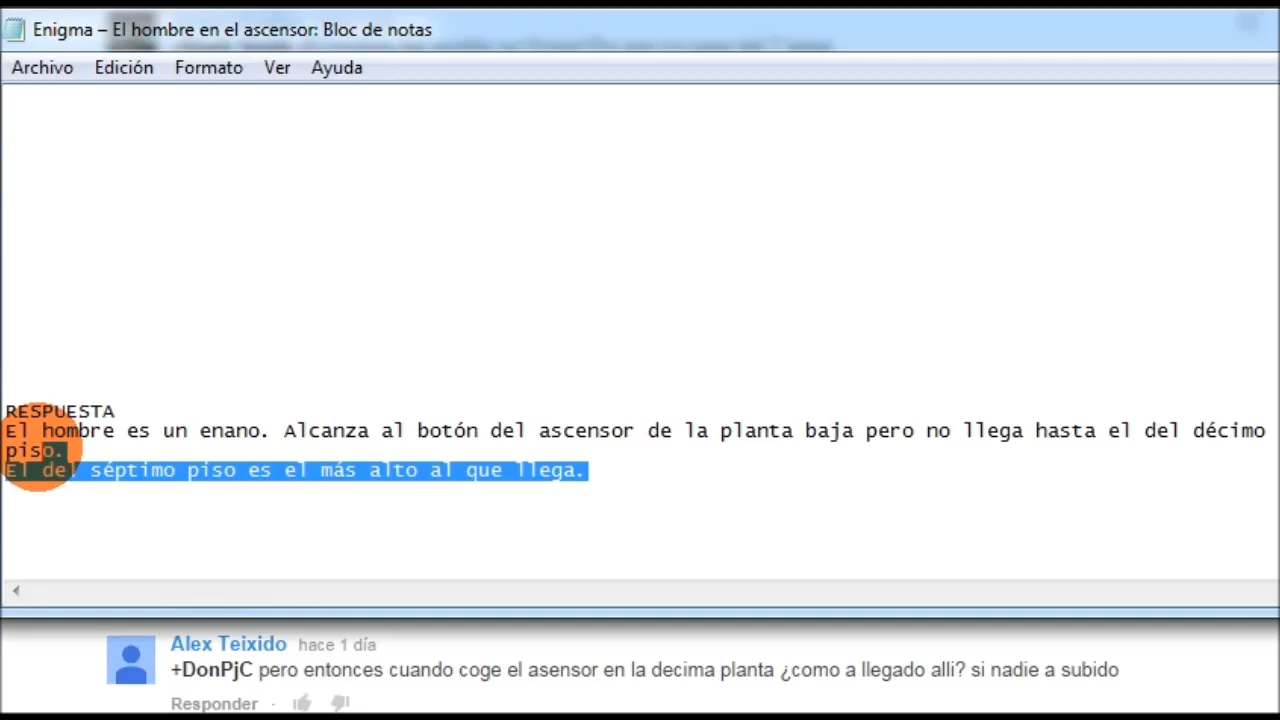 Enigma – El hombre en el ascensor: Bloc de notas
Archivo Edición Formato Ver Ayuda
RESPUESTA
El hombre es un enano. Alcanza al botón del ascensor de la planta baja pero no llega hasta el del décimo
piso.
El del séptimo piso es el más alto al que llega.
Alex Teixido hace 1 día
+DonPjC pero entonces cuando coge el asensor en la decima planta ¿como a llegado alli? si nadie a subido
Responder ·